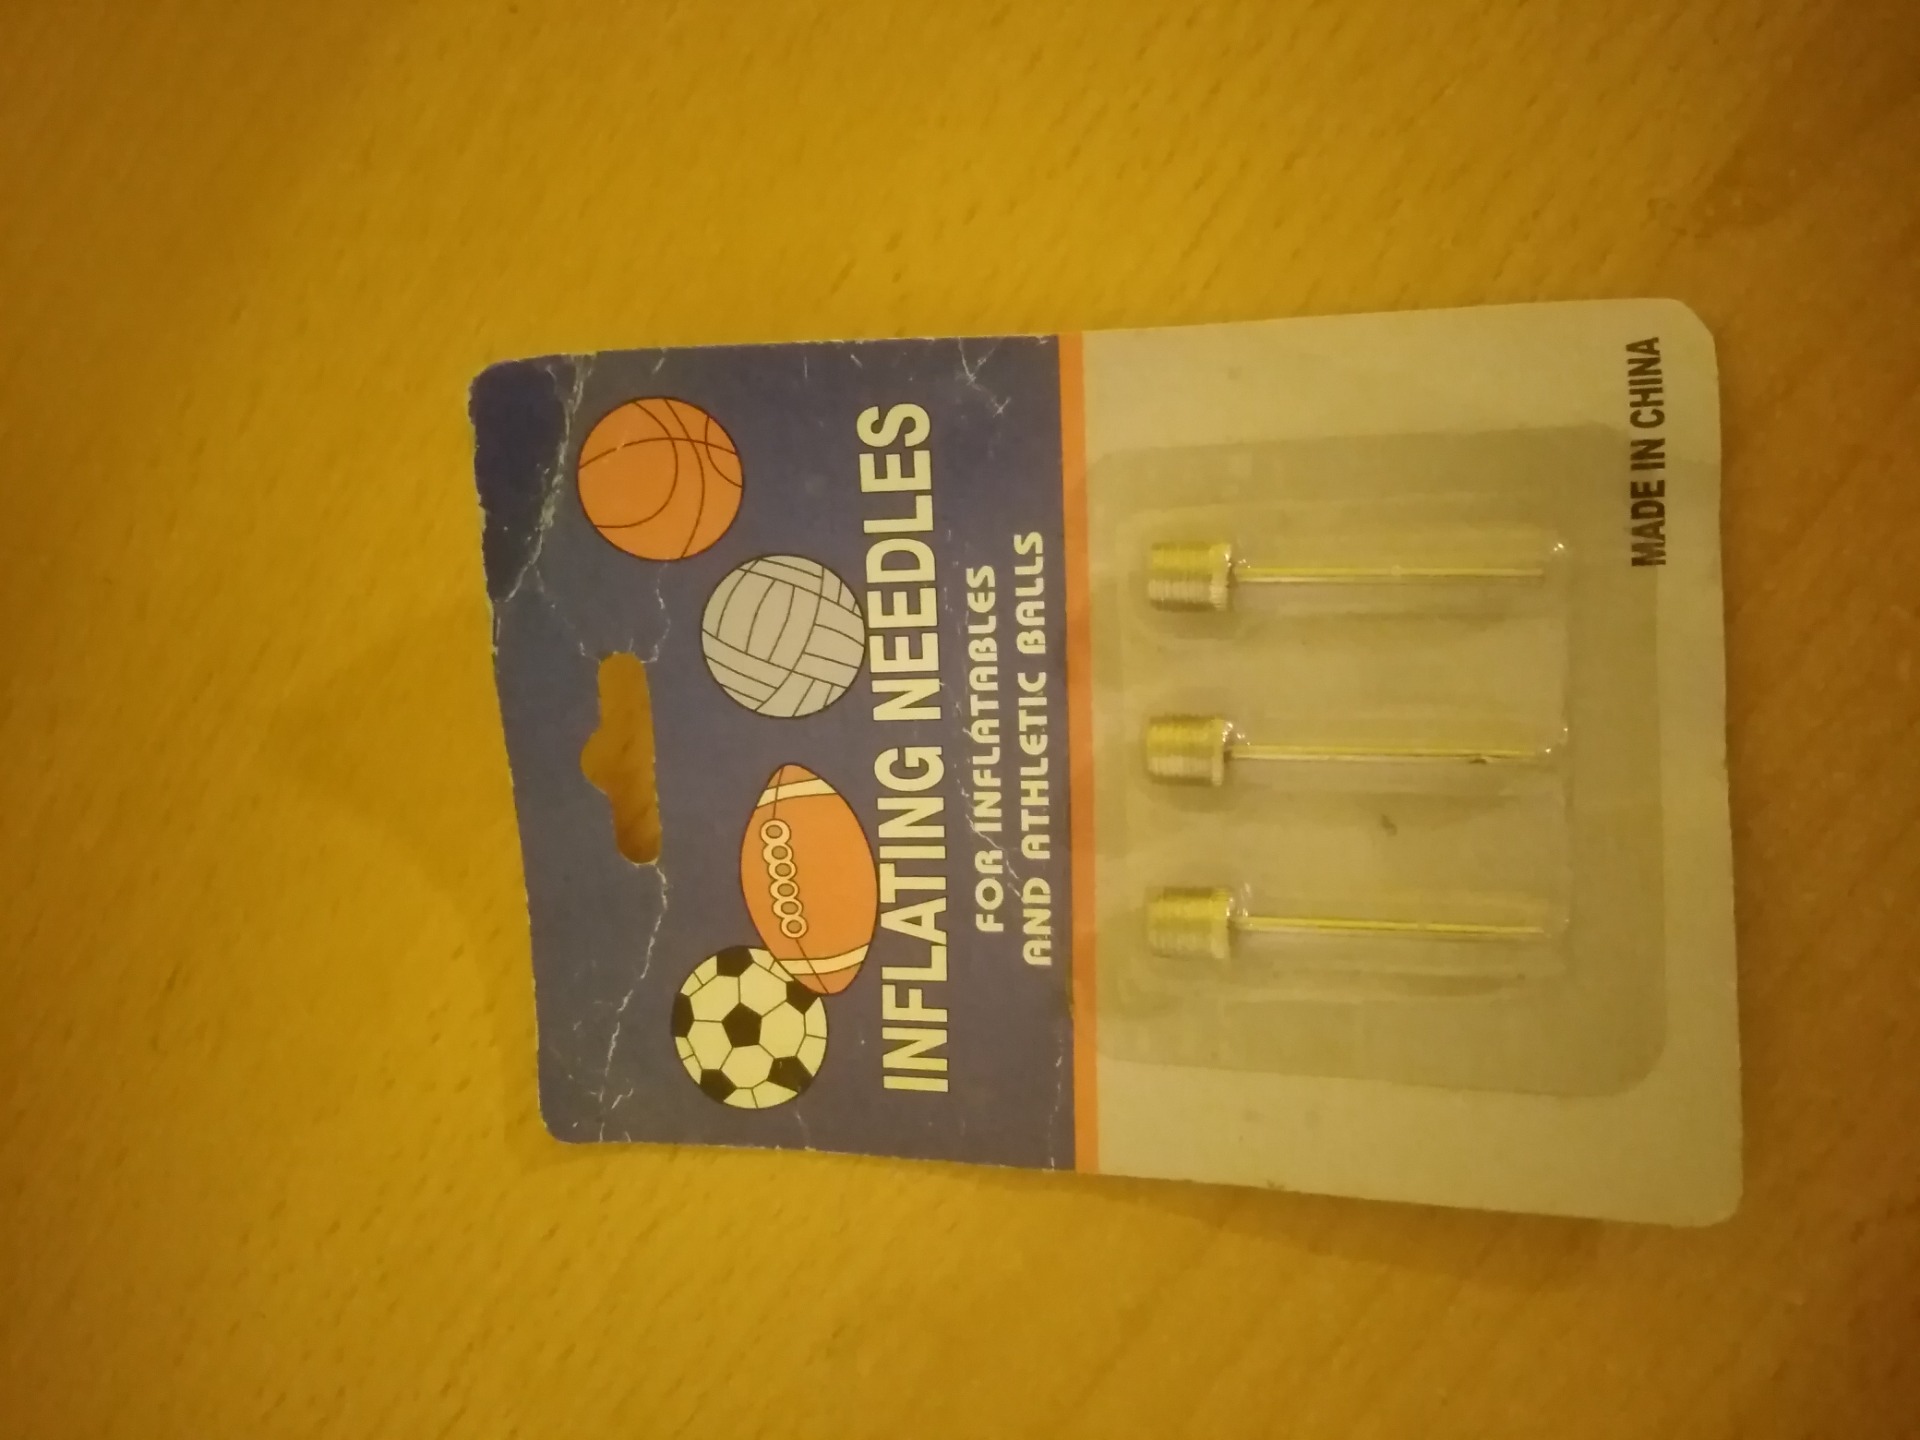 INFLATING NEEDLES
FOR INFLATABLES
AND ATHLETIC BALLS
MADE IN CHINA